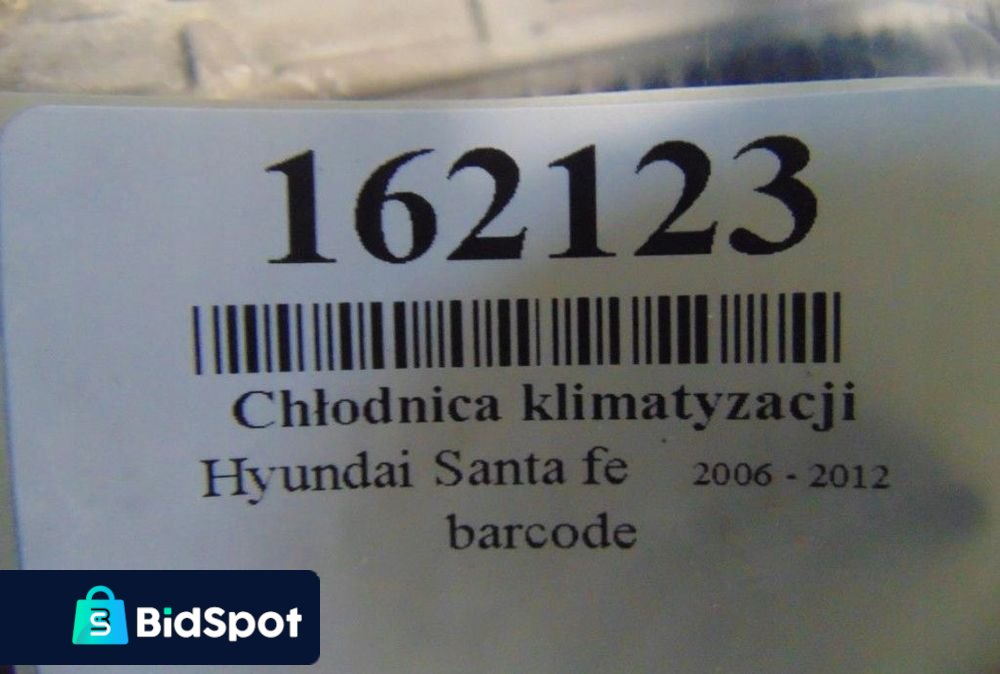 162123
Chłodnica klimatyzacji
Hyundai Santa fe 2006 - 2012
barcode
BidSpot